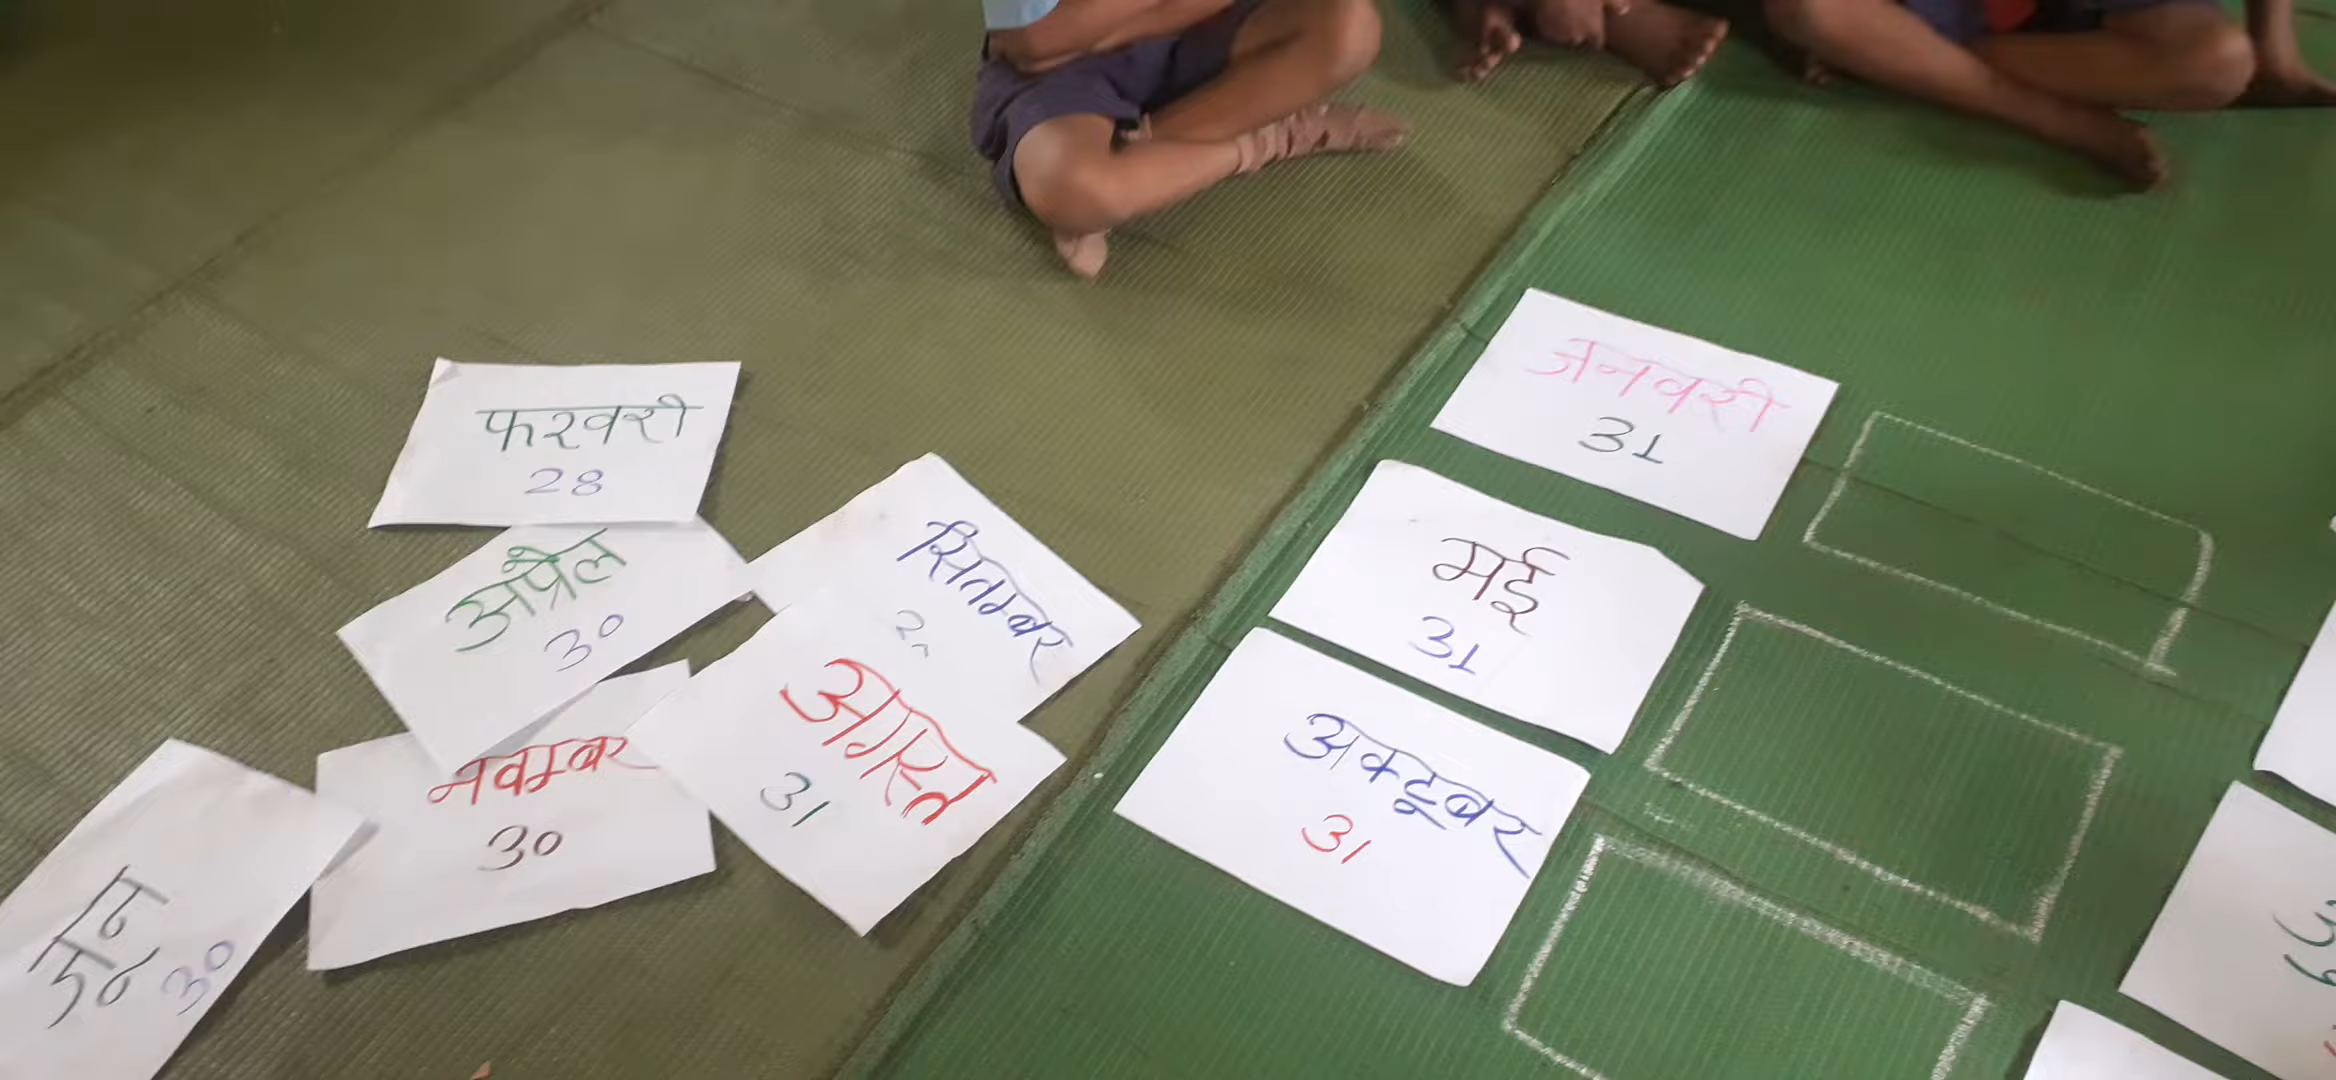 फरवरी
28
अप्रैल
30
सितम्बर
अगस्त
31
नवम्बर
30
जून
30
जनवरी
31
मई
31
अक्टूबर
31